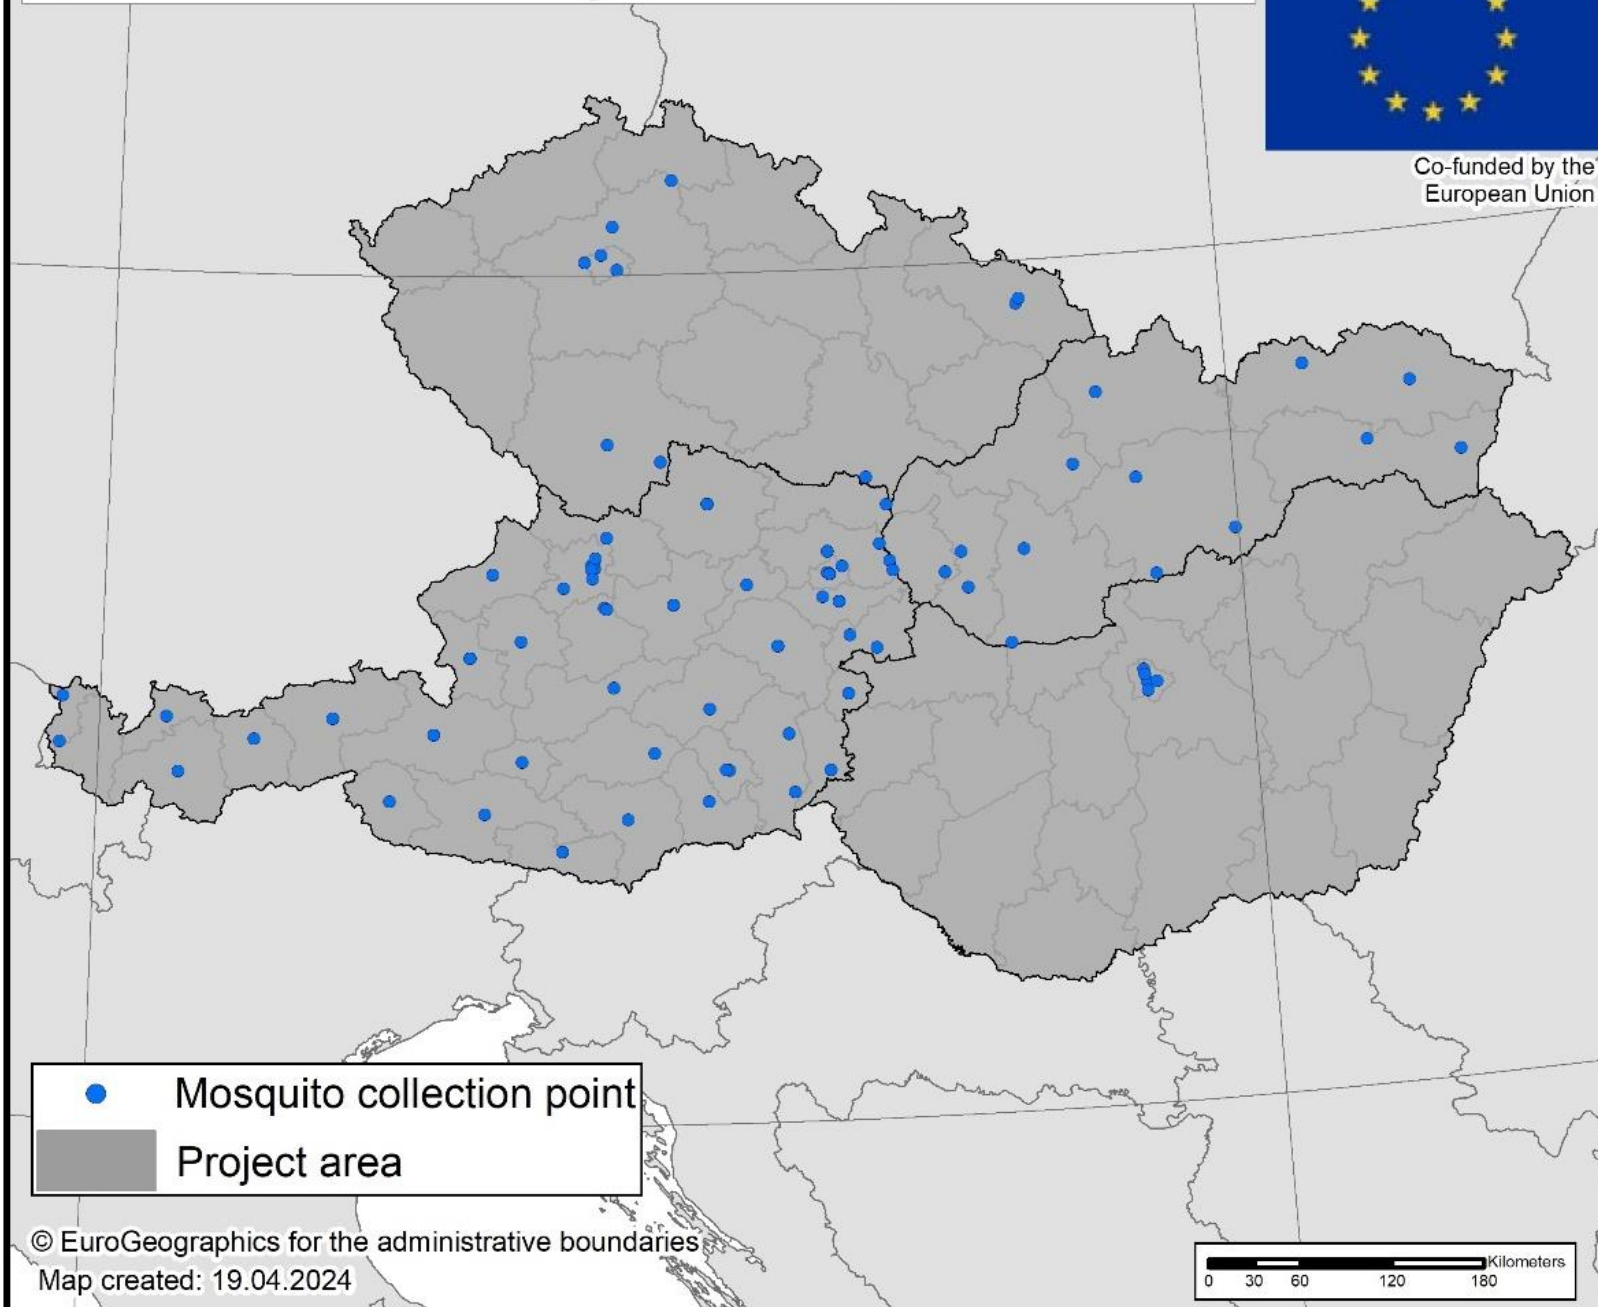 Co-funded by the
European Union
Mosquito collection point
Project area
© EuroGeographics for the administrative boundaries
Map created: 19.04.2024
Kilometers
0 30 60 120 180